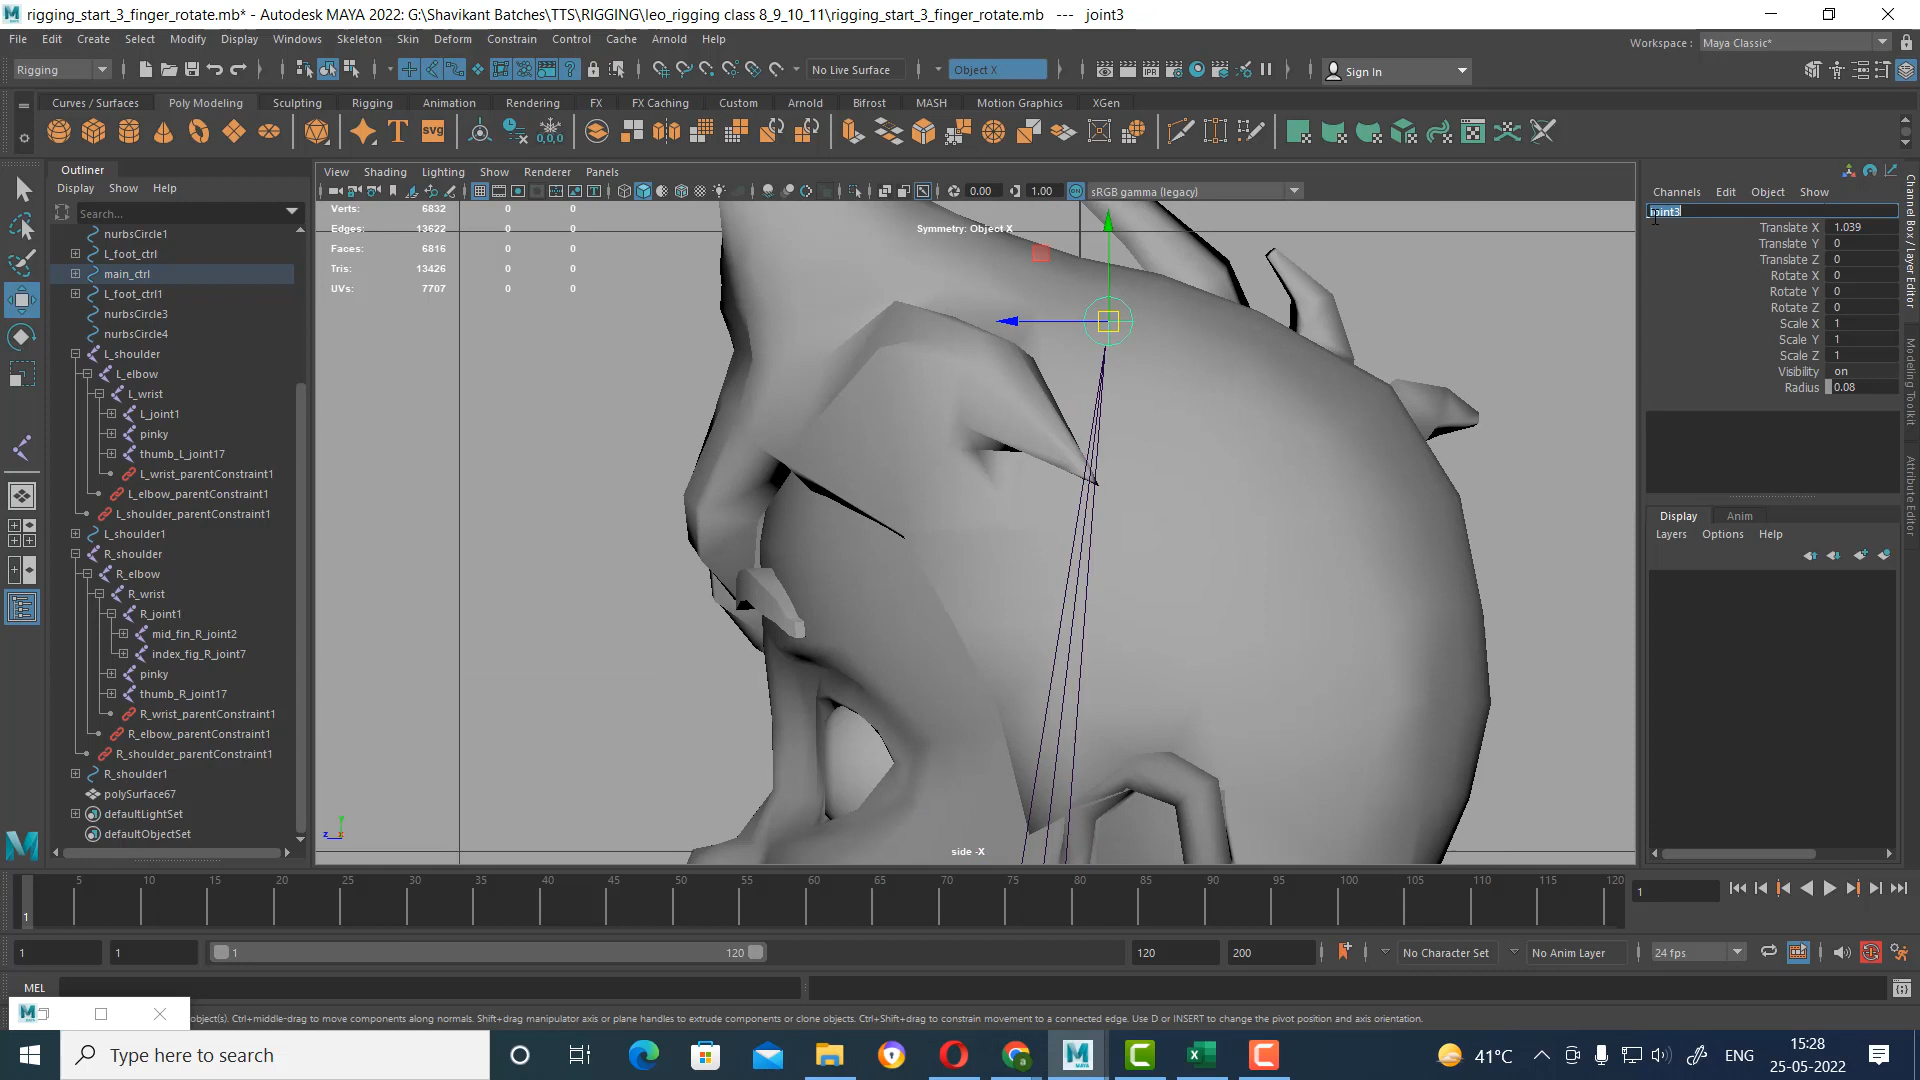 rigging_start_3_finger_rotate.mb* - Autodesk MAYA 2022: G:\Shavikant Batches\TTS\RIGGING\leo_rigging class 8_9_10_11\rigging_start_3_finger_rotate.mb --- joint3
File Edit Create Select Modify Display Windows Skeleton Skin Deform Constrain Control Cache Arnold Help
Workspace : Maya Classic*
Rigging
No Live Surface
Object X
Sign In
Curves / Surfaces Poly Modeling Sculpting Rigging Animation Rendering FX FX Caching Custom Arnold Bifrost MASH Motion Graphics XGen
svg
IPR
0,0,0
Outliner
Display Show Help
Search...
nurbsCircle1
L_foot_ctrl
main_ctrl
L_foot_ctrl1
nurbsCircle3
nurbsCircle4
L_shoulder
L_elbow
L_wrist
L_joint1
pinky
thumb_L_joint17
L_wrist_parentConstraint1
L_elbow_parentConstraint1
L_shoulder_parentConstraint1
L_shoulder1
R_shoulder
R_elbow
R_wrist
R_joint1
mid_fin_R_joint2
index_fig_R_joint7
pinky
thumb_R_joint17
R_wrist_parentConstraint1
R_elbow_parentConstraint1
R_shoulder_parentConstraint1
R_shoulder1
polySurface67
defaultLightSet
defaultObjectSet
View Shading Lighting Show Renderer Panels
0.00 1.00 sRGB gamma (legacy)
Verts: 6832 0 0
Edges: 13622 0 0
Faces: 6816 0 0
Tris: 13426 0 0
UVs: 7707 0 0
Symmetry: Object X
side -X
y
z x
Channels Edit Object Show
joint3
Translate X 1.039
Translate Y 0
Translate Z 0
Rotate X 0
Rotate Y 0
Rotate Z 0
Scale X 1
Scale Y 1
Scale Z 1
Visibility on
Radius 0.08
Display Anim
Layers Options Help
Channel Box / Layer Editor
Modeling Toolkit
Attribute Editor
5 10 15 20 25 30 35 40 45 50 55 60 65 70 75 80 85 90 95 100 105 110 115 120
1
1
1 1 1 120 120 200 No Character Set No Anim Layer 24 fps
MEL
object(s). Ctrl+middle-drag to move components along normals. Shift+drag manipulator axis or plane handles to extrude components or clone objects. Ctrl+Shift+drag to constrain movement to a connected edge. Use D or INSERT to change the pivot position and axis orientation.
Type here to search
41°C
ENG
15:28
25-05-2022